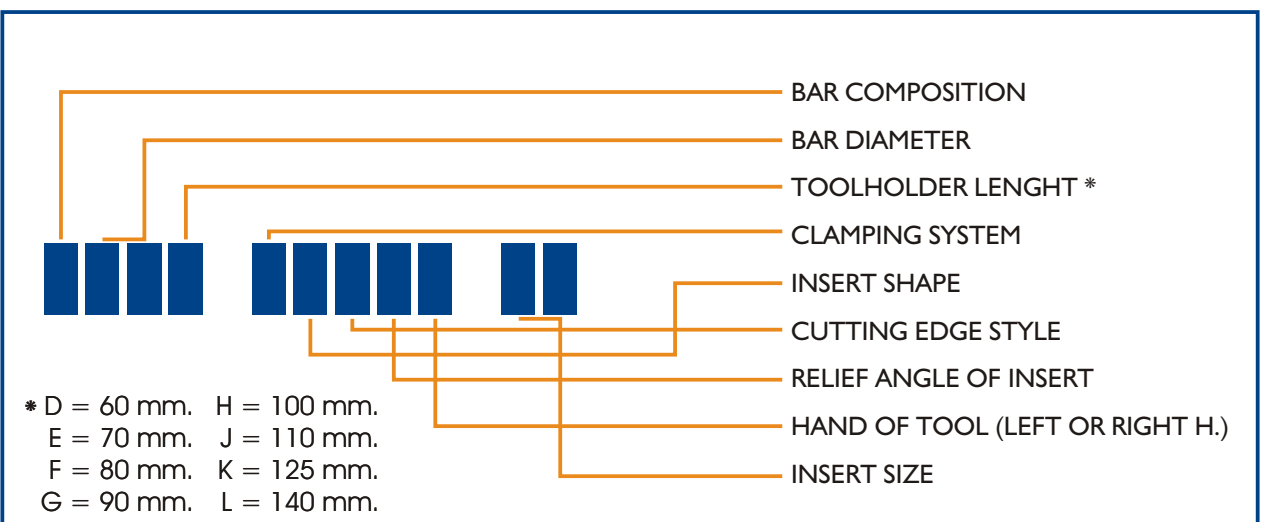 BAR COMPOSITION
BAR DIAMETER
TOOLHOLDER LENGHT *
CLAMPING SYSTEM
INSERT SHAPE
CUTTING EDGE STYLE
RELIEF ANGLE OF INSERT
HAND OF TOOL (LEFT OR RIGHT H.)
INSERT SIZE
* D = 60 mm. H = 100 mm.
E = 70 mm. J = 110 mm.
F = 80 mm. K = 125 mm.
G = 90 mm. L = 140 mm.